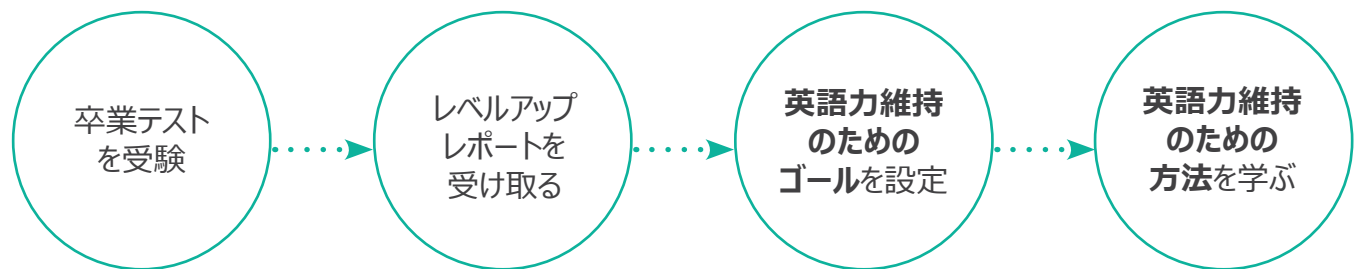 卒業テスト
を受験
レベルアップ
レポートを
受け取る
英語力維持
のための
ゴールを設定
英語力維持
のための
方法を学ぶ